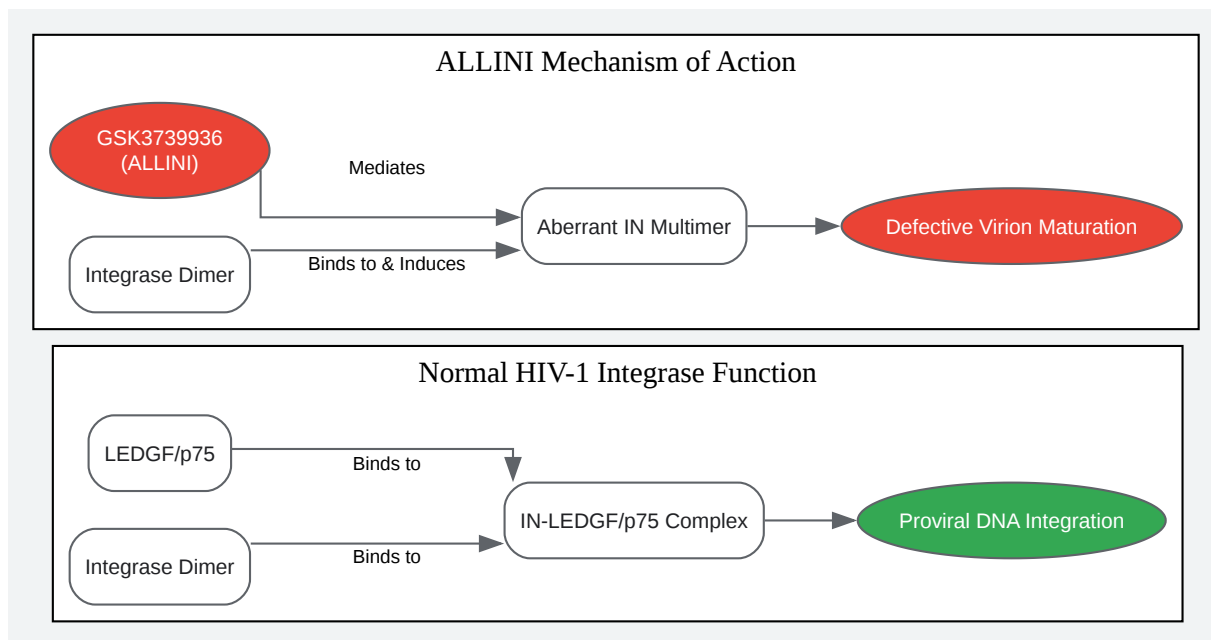 ALLINI Mechanism of Action
GSK3739936
(ALLINI)
Mediates
Aberrant IN Multimer
Defective Virion Maturation
Integrase Dimer
Binds to & Induces
Normal HIV-1 Integrase Function
LEDGF/p75
Binds to
IN-LEDGF/p75 Complex
Proviral DNA Integration
Integrase Dimer
Binds to